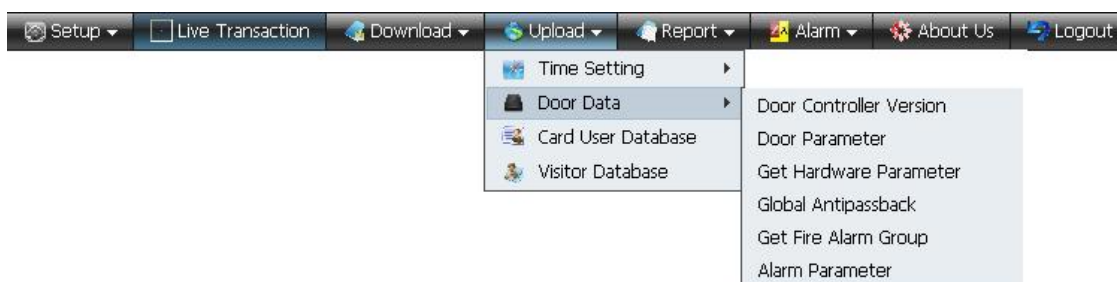 Setup Live Transaction Download Upload Report Alarm About Us Logout
Time Setting
Door Data
Card User Database
Visitor Database
Door Controller Version
Door Parameter
Get Hardware Parameter
Global Antipassback
Get Fire Alarm Group
Alarm Parameter